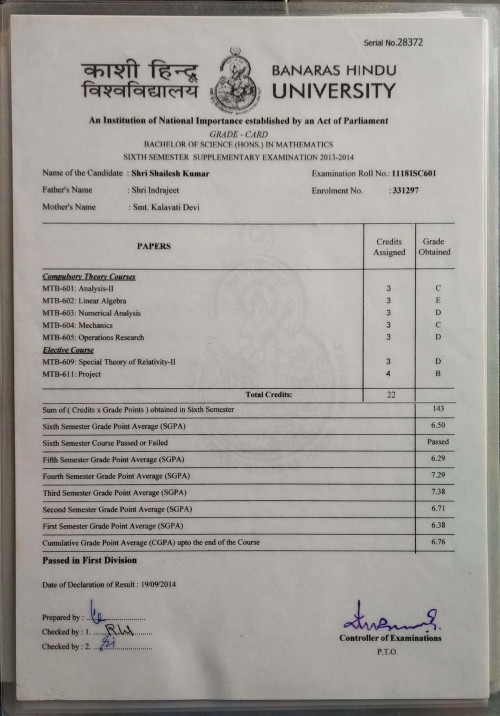 Serial No.28372
काशी हिन्दू
विश्वविद्यालय
BANARAS HINDU
UNIVERSITY
An Institution of National Importance established by an Act of Parliament
GRADE - CARD
BACHELOR OF SCIENCE (HONS.) IN MATHEMATICS
SIXTH SEMESTER SUPPLEMENTARY EXAMINATION 2013-2014
Name of the Candidate : Shri Shailesh Kumar Examination Roll No.: 11181SC601
Father's Name : Shri Indrajeet Enrolment No. : 331297
Mother's Name : Smt. Kalavati Devi
PAPERS Credits Assigned Grade Obtained
Compulsory Theory Courses
MTB-601: Analysis-II 3 C
MTB-602: Linear Algebra 3 E
MTB-603: Numerical Analysis 3 D
MTB-604: Mechanics 3 C
MTB-605: Operations Research 3 D
Elective Course
MTB-609: Special Theory of Relativity-II 3 D
MTB-611: Project 4 B
Total Credits: 22
Sum of ( Credits x Grade Points ) obtained in Sixth Semester 143
Sixth Semester Grade Point Average (SGPA) 6.50
Sixth Semester Course Passed or Failed Passed
Fifth Semester Grade Point Average (SGPA) 6.29
Fourth Semester Grade Point Average (SGPA) 7.29
Third Semester Grade Point Average (SGPA) 7.38
Second Semester Grade Point Average (SGPA) 6.71
First Semester Grade Point Average (SGPA) 6.38
Cumulative Grade Point Average (CGPA) upto the end of the Course 6.76
Passed in First Division
Date of Declaration of Result : 19/09/2014
Prepared by :
Checked by : 1.
Checked by : 2.
Controller of Examinations
P.T.O.